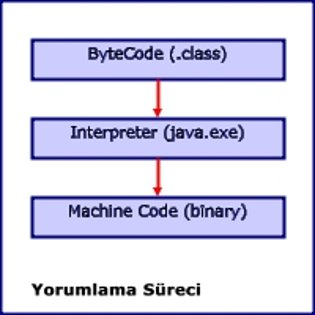 ByteCode (.class)
Interpreter (java.exe)
Machine Code (binary)
Yorumlama Süreci